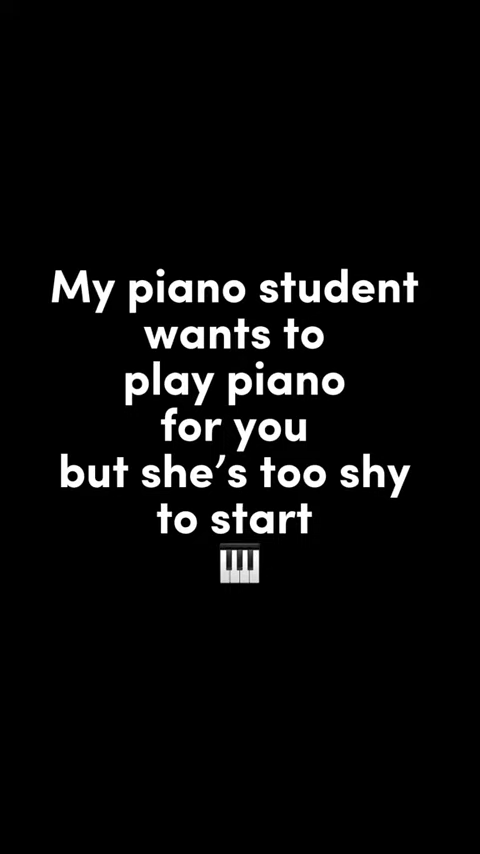 My piano student
wants to
play piano
for you
but she’s too shy
to start
🎹